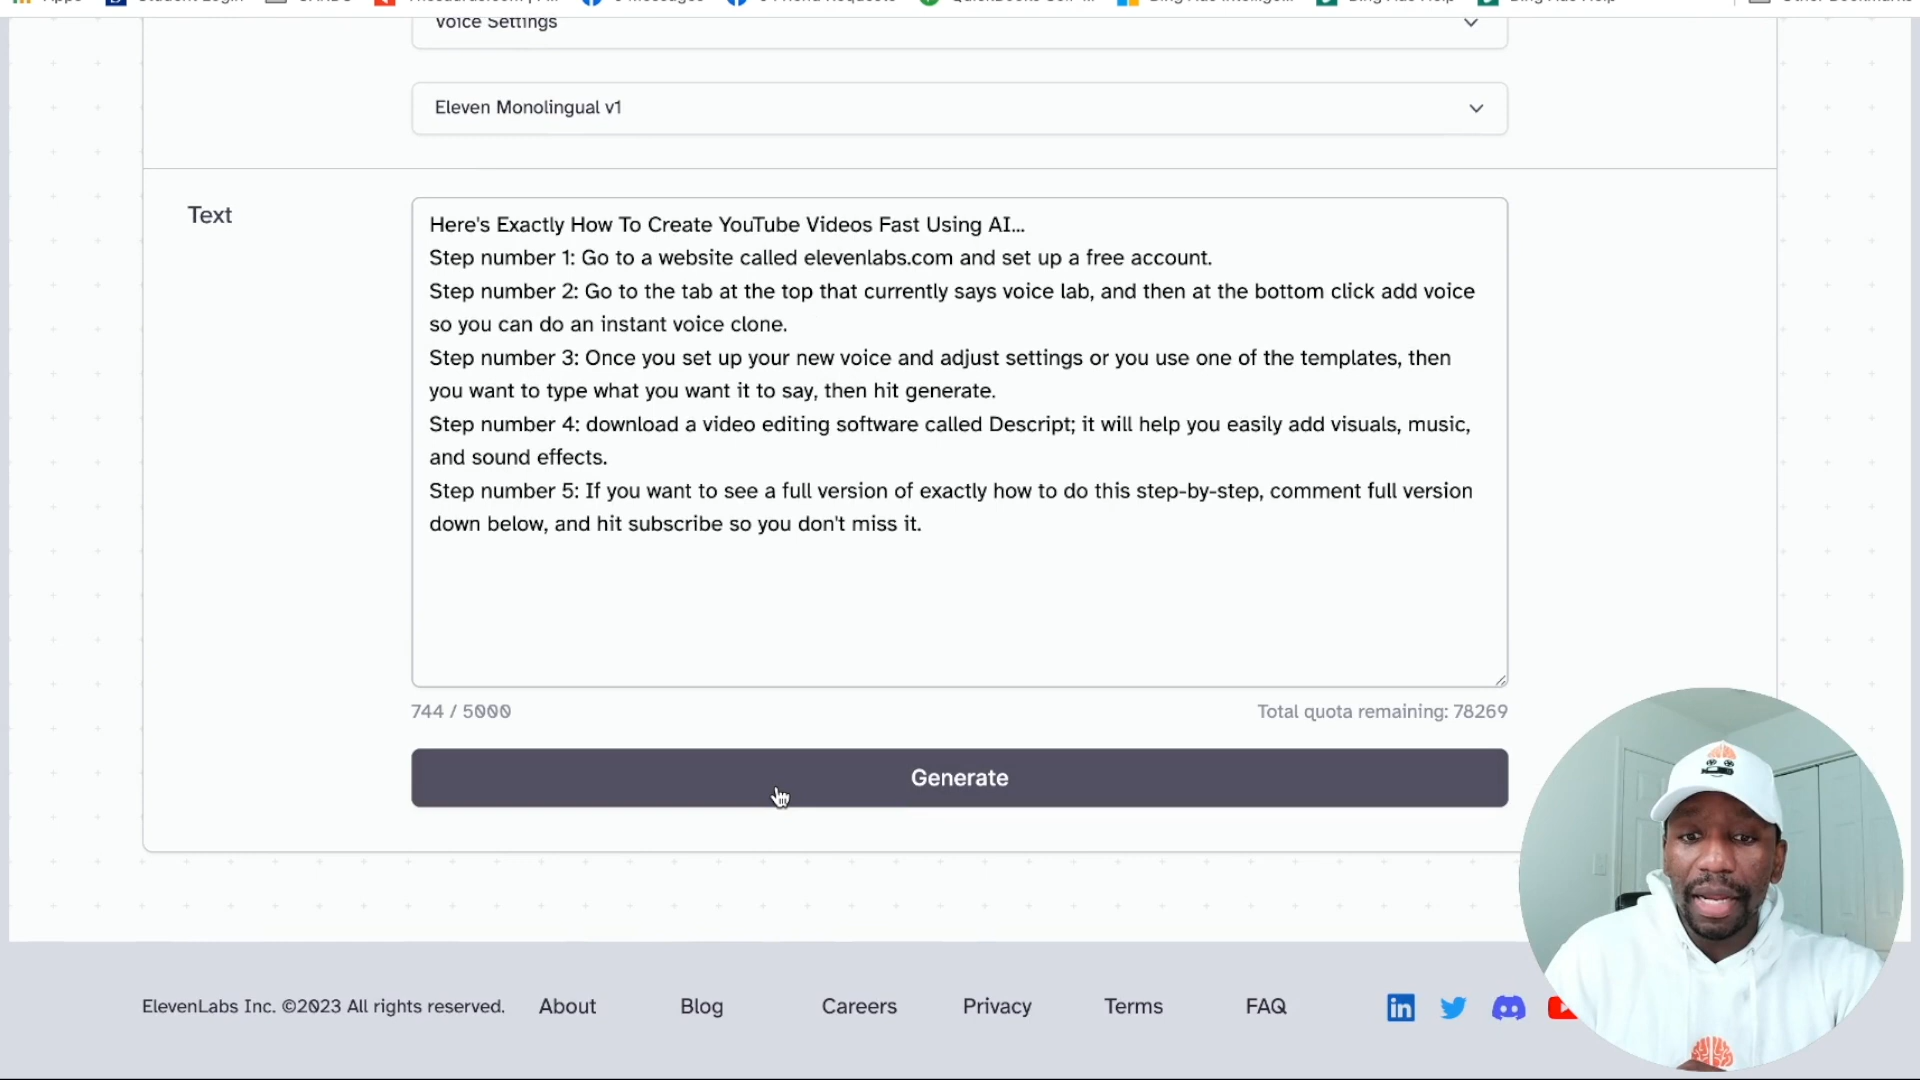 Voice Settings
Eleven Monolingual v1
Text
Here's Exactly How To Create YouTube Videos Fast Using AI...
Step number 1: Go to a website called elevenlabs.com and set up a free account.
Step number 2: Go to the tab at the top that currently says voice lab, and then at the bottom click add voice
so you can do an instant voice clone.
Step number 3: Once you set up your new voice and adjust settings or you use one of the templates, then
you want to type what you want it to say, then hit generate.
Step number 4: download a video editing software called Descript; it will help you easily add visuals, music,
and sound effects.
Step number 5: If you want to see a full version of exactly how to do this step-by-step, comment full version
down below, and hit subscribe so you don't miss it.
744 / 5000
Total quota remaining: 78269
Generate
ElevenLabs Inc. ©2023 All rights reserved.
About
Blog
Careers
Privacy
Terms
FAQ
in